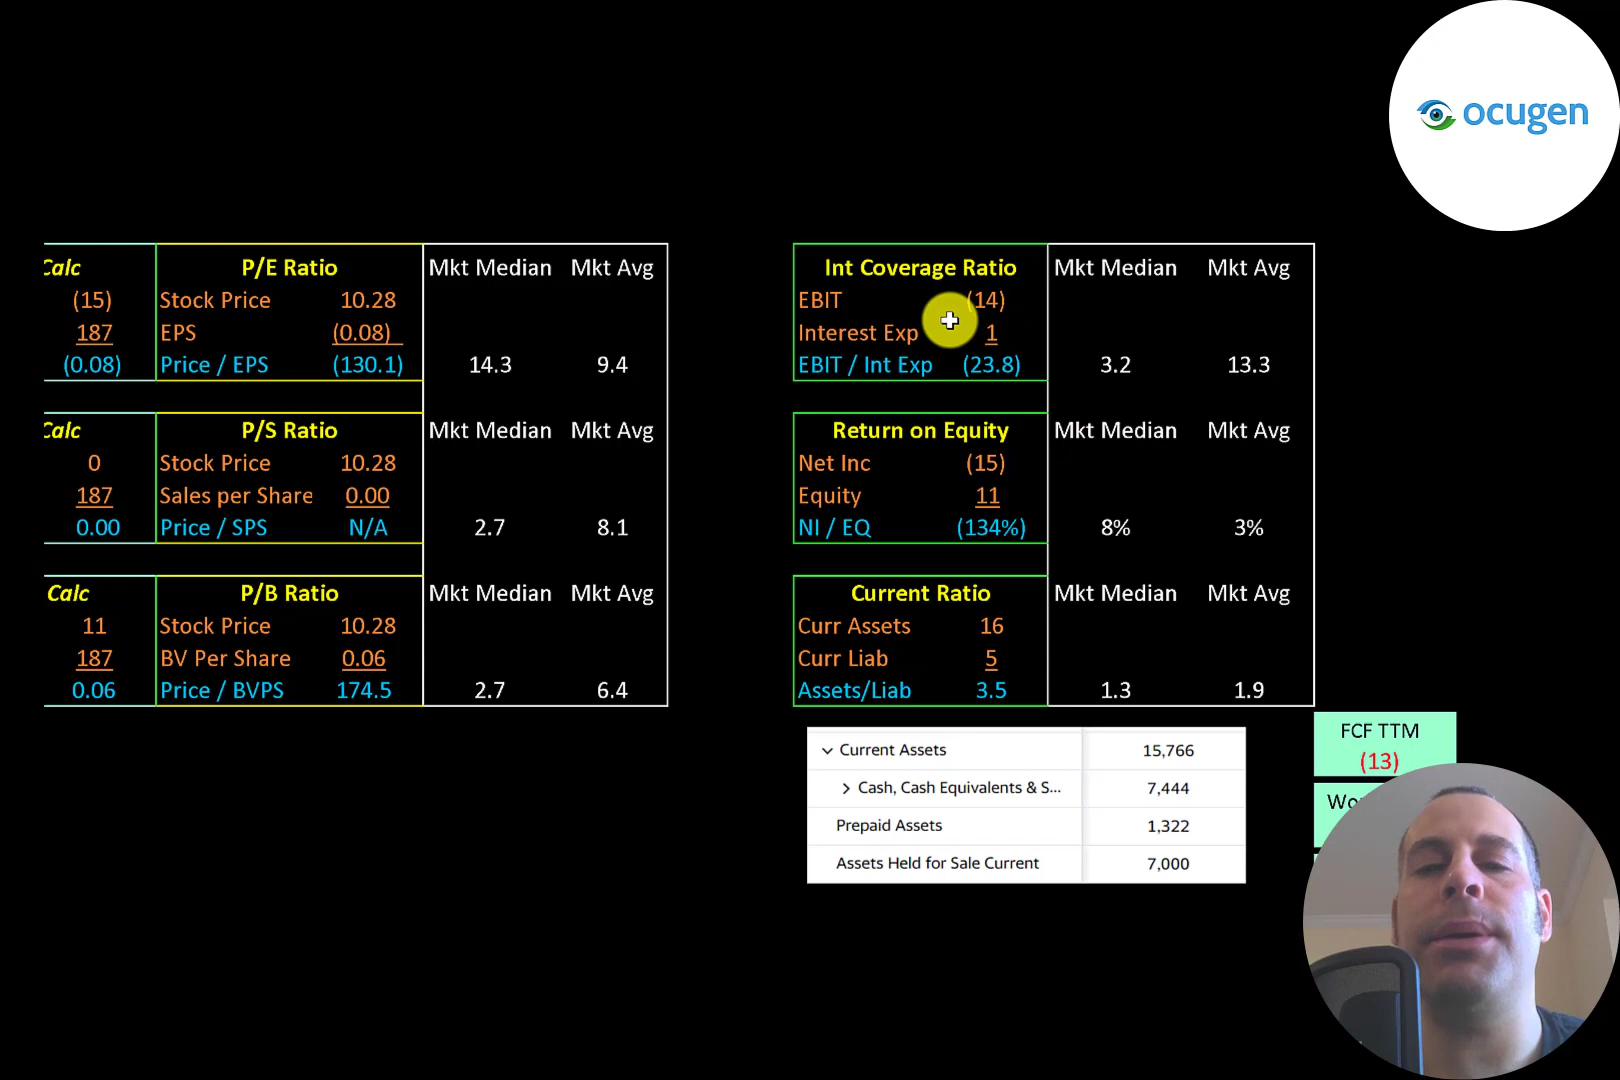 ocugen
Calc P/E Ratio Mkt Median Mkt Avg
(15) Stock Price 10.28
187 EPS (0.08)
(0.08) Price / EPS (130.1) 14.3 9.4
Calc P/S Ratio Mkt Median Mkt Avg
0 Stock Price 10.28
187 Sales per Share 0.00
0.00 Price / SPS N/A 2.7 8.1
Calc P/B Ratio Mkt Median Mkt Avg
11 Stock Price 10.28
187 BV Per Share 0.06
0.06 Price / BVPS 174.5 2.7 6.4
Int Coverage Ratio Mkt Median Mkt Avg
EBIT (14)
Interest Exp 1
EBIT / Int Exp (23.8) 3.2 13.3
Return on Equity Mkt Median Mkt Avg
Net Inc (15)
Equity 11
NI / EQ (134%) 8% 3%
Current Ratio Mkt Median Mkt Avg
Curr Assets 16
Curr Liab 5
Assets/Liab 3.5 1.3 1.9
Current Assets 15,766
Cash, Cash Equivalents & S... 7,444
Prepaid Assets 1,322
Assets Held for Sale Current 7,000
FCF TTM
(13)